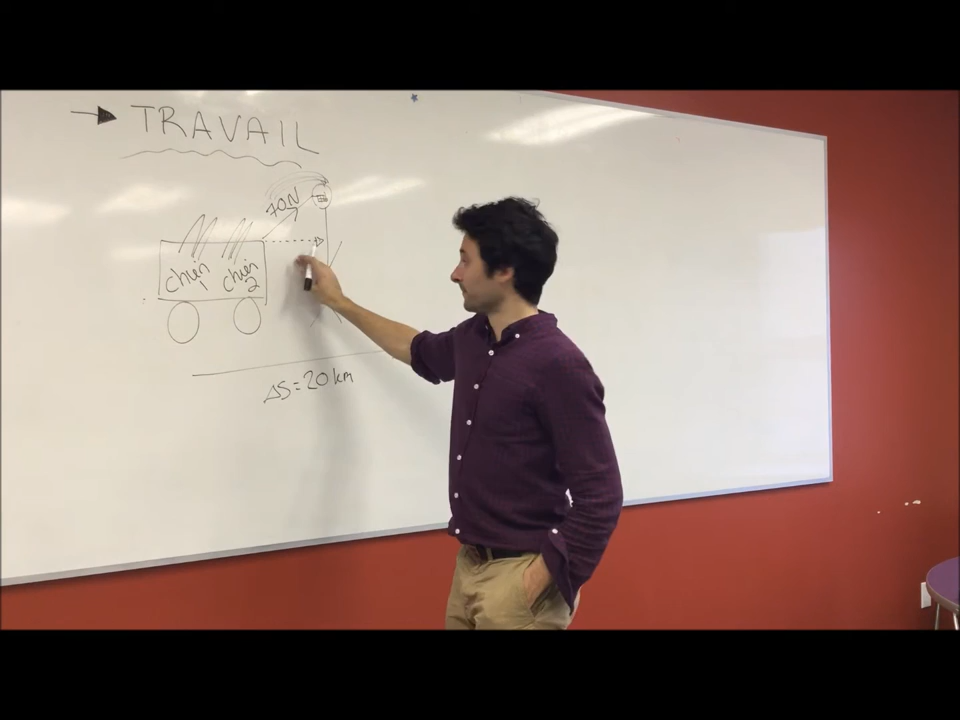 TRAVAIL
70N
chien chien
1 2
ΔS = 20 km